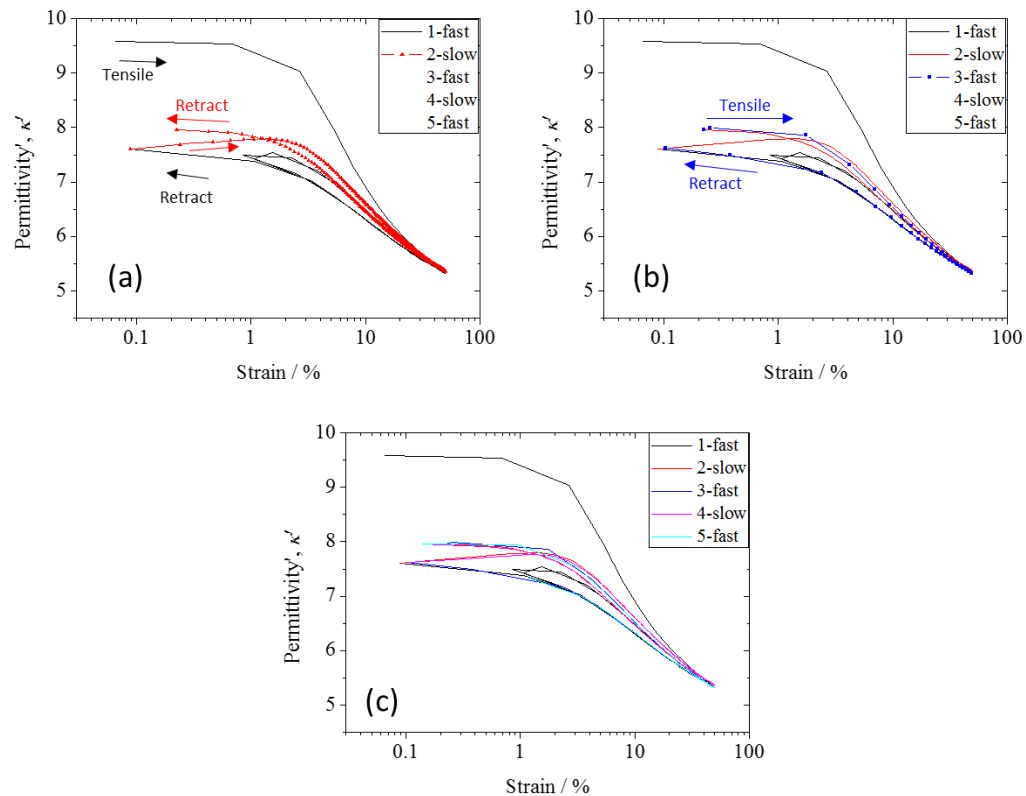 10
9
8
7
6
5
0.1 1 10 100
Permittivity', κ'
Strain / %
1-fast
2-slow
3-fast
4-slow
5-fast
Tensile
Retract
Retract
(a)
10
9
8
7
6
5
0.1 1 10 100
Permittivity', κ'
Strain / %
1-fast
2-slow
3-fast
4-slow
5-fast
Tensile
Retract
(b)
10
9
8
7
6
5
0.1 1 10 100
Permittivity', κ'
Strain / %
1-fast
2-slow
3-fast
4-slow
5-fast
(c)